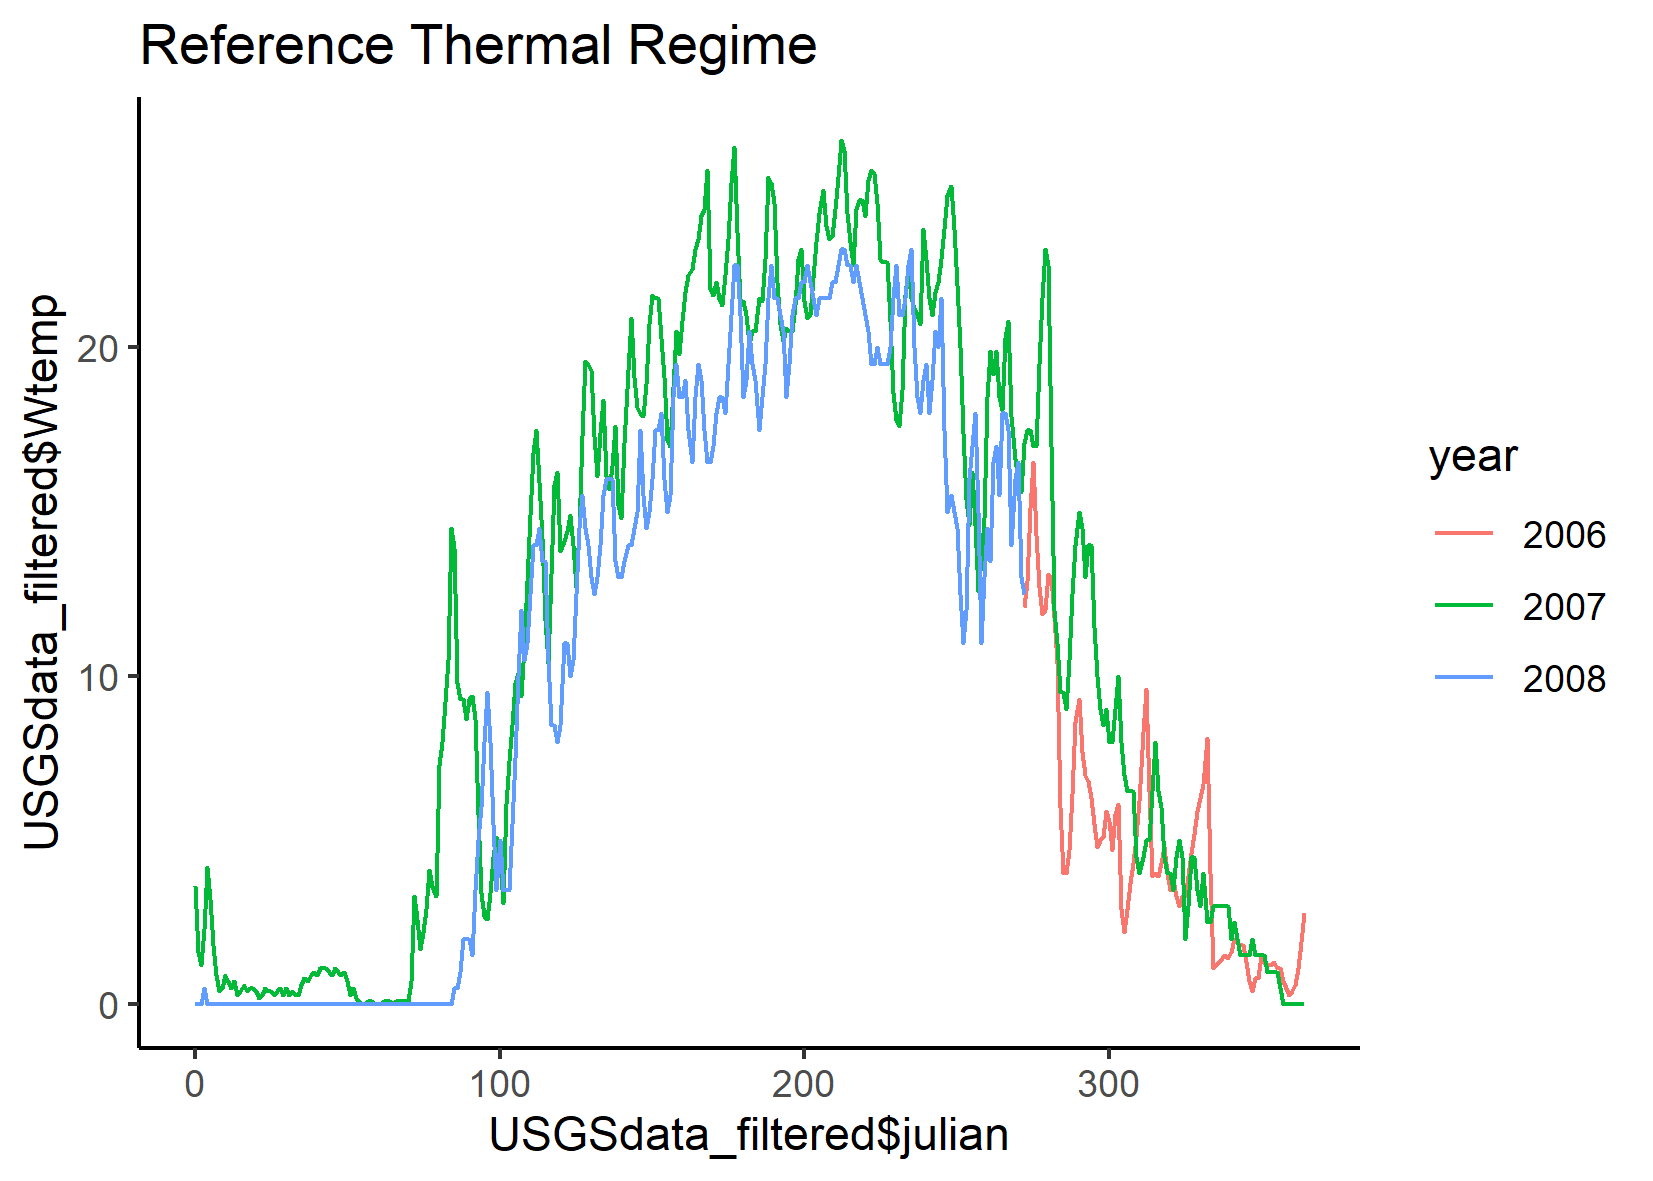 Reference Thermal Regime
USGSdata_filtered$Wtemp
20
10
0
0 100 200 300
USGSdata_filtered$julian
year
2006
2007
2008